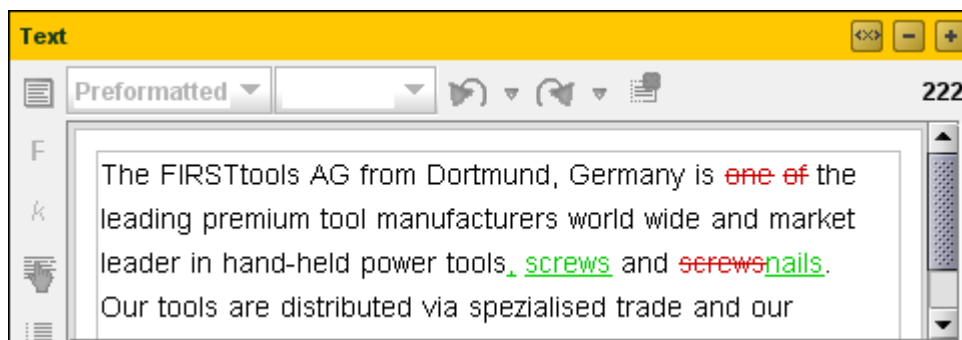 Text
Preformatted
222
F
k
The FIRSTtools AG from Dortmund, Germany is one of the
leading premium tool manufacturers world wide and market
leader in hand-held power tools, screws and screwsnails.
Our tools are distributed via spezialised trade and our